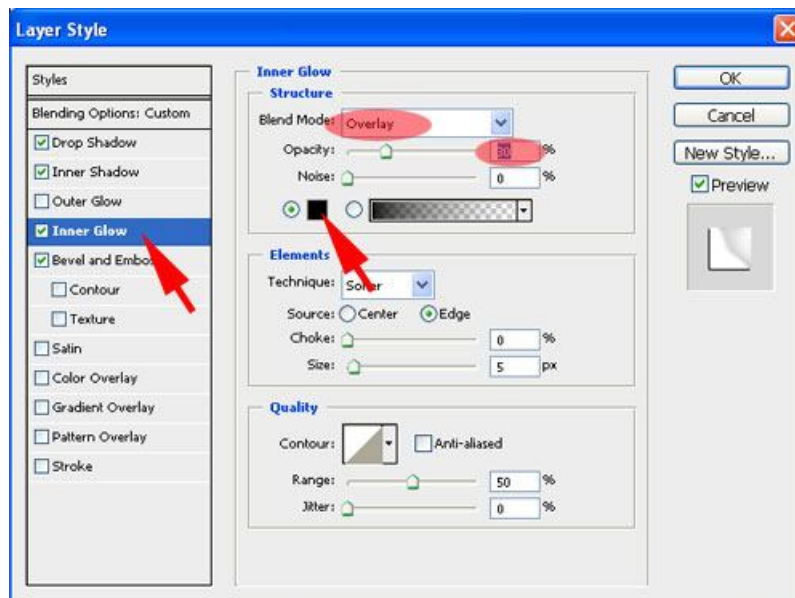 Layer Style
Styles
Blending Options: Custom
Drop Shadow
Inner Shadow
Outer Glow
Inner Glow
Bevel and Embos
Contour
Texture
Satin
Color Overlay
Gradient Overlay
Pattern Overlay
Stroke
Inner Glow
Structure
Blend Mode: Overlay
Opacity: 30 %
Noise: 0 %
Elements
Technique:
Source: Center Edge
Choke: 0 %
Size: 5 px
Quality
Contour: Anti-aliased
Range: 50 %
Jitter: 0 %
OK
Cancel
New Style...
Preview